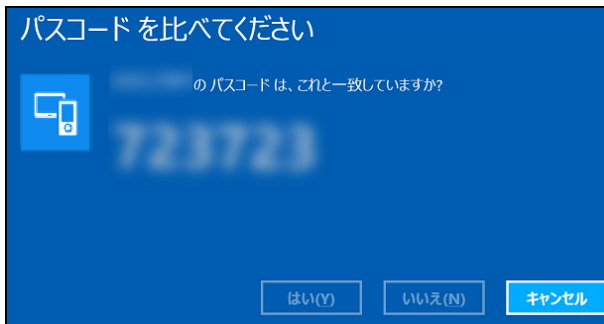 パスコード を比べてください
の パスコード は、これと一致していますか?
723723
はい(Y)
いいえ(N)
キャンセル